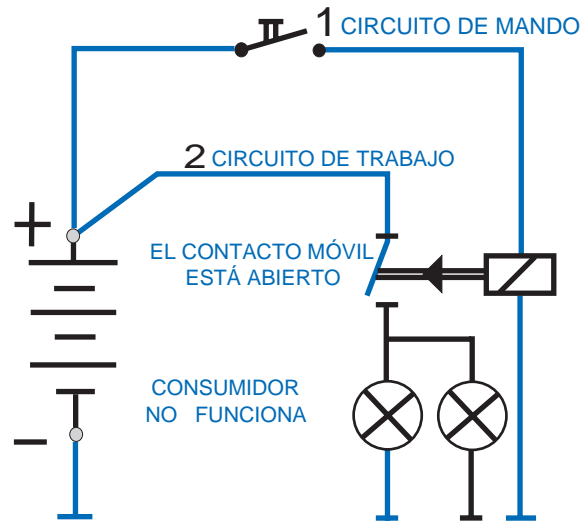 1 CIRCUITO DE MANDO
2 CIRCUITO DE TRABAJO
+
EL CONTACTO MÓVIL
ESTÁ ABIERTO
CONSUMIDOR
NO FUNCIONA
–